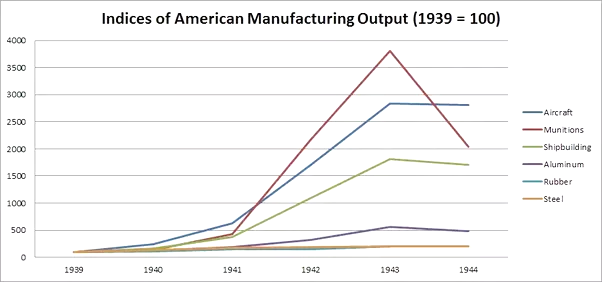 Indices of American Manufacturing Output (1939 = 100)
4000
3500
3000
2500
2000
1500
1000
500
0
1939 1940 1941 1942 1943 1944
Aircraft
Munitions
Shipbuilding
Aluminum
Rubber
Steel